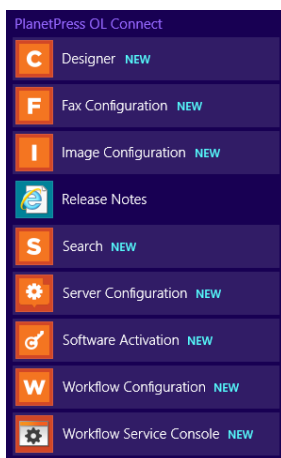 PlanetPress OL Connect
C Designer NEW
F Fax Configuration NEW
I Image Configuration NEW
Release Notes
S Search NEW
Server Configuration NEW
Software Activation NEW
W Workflow Configuration NEW
Workflow Service Console NEW